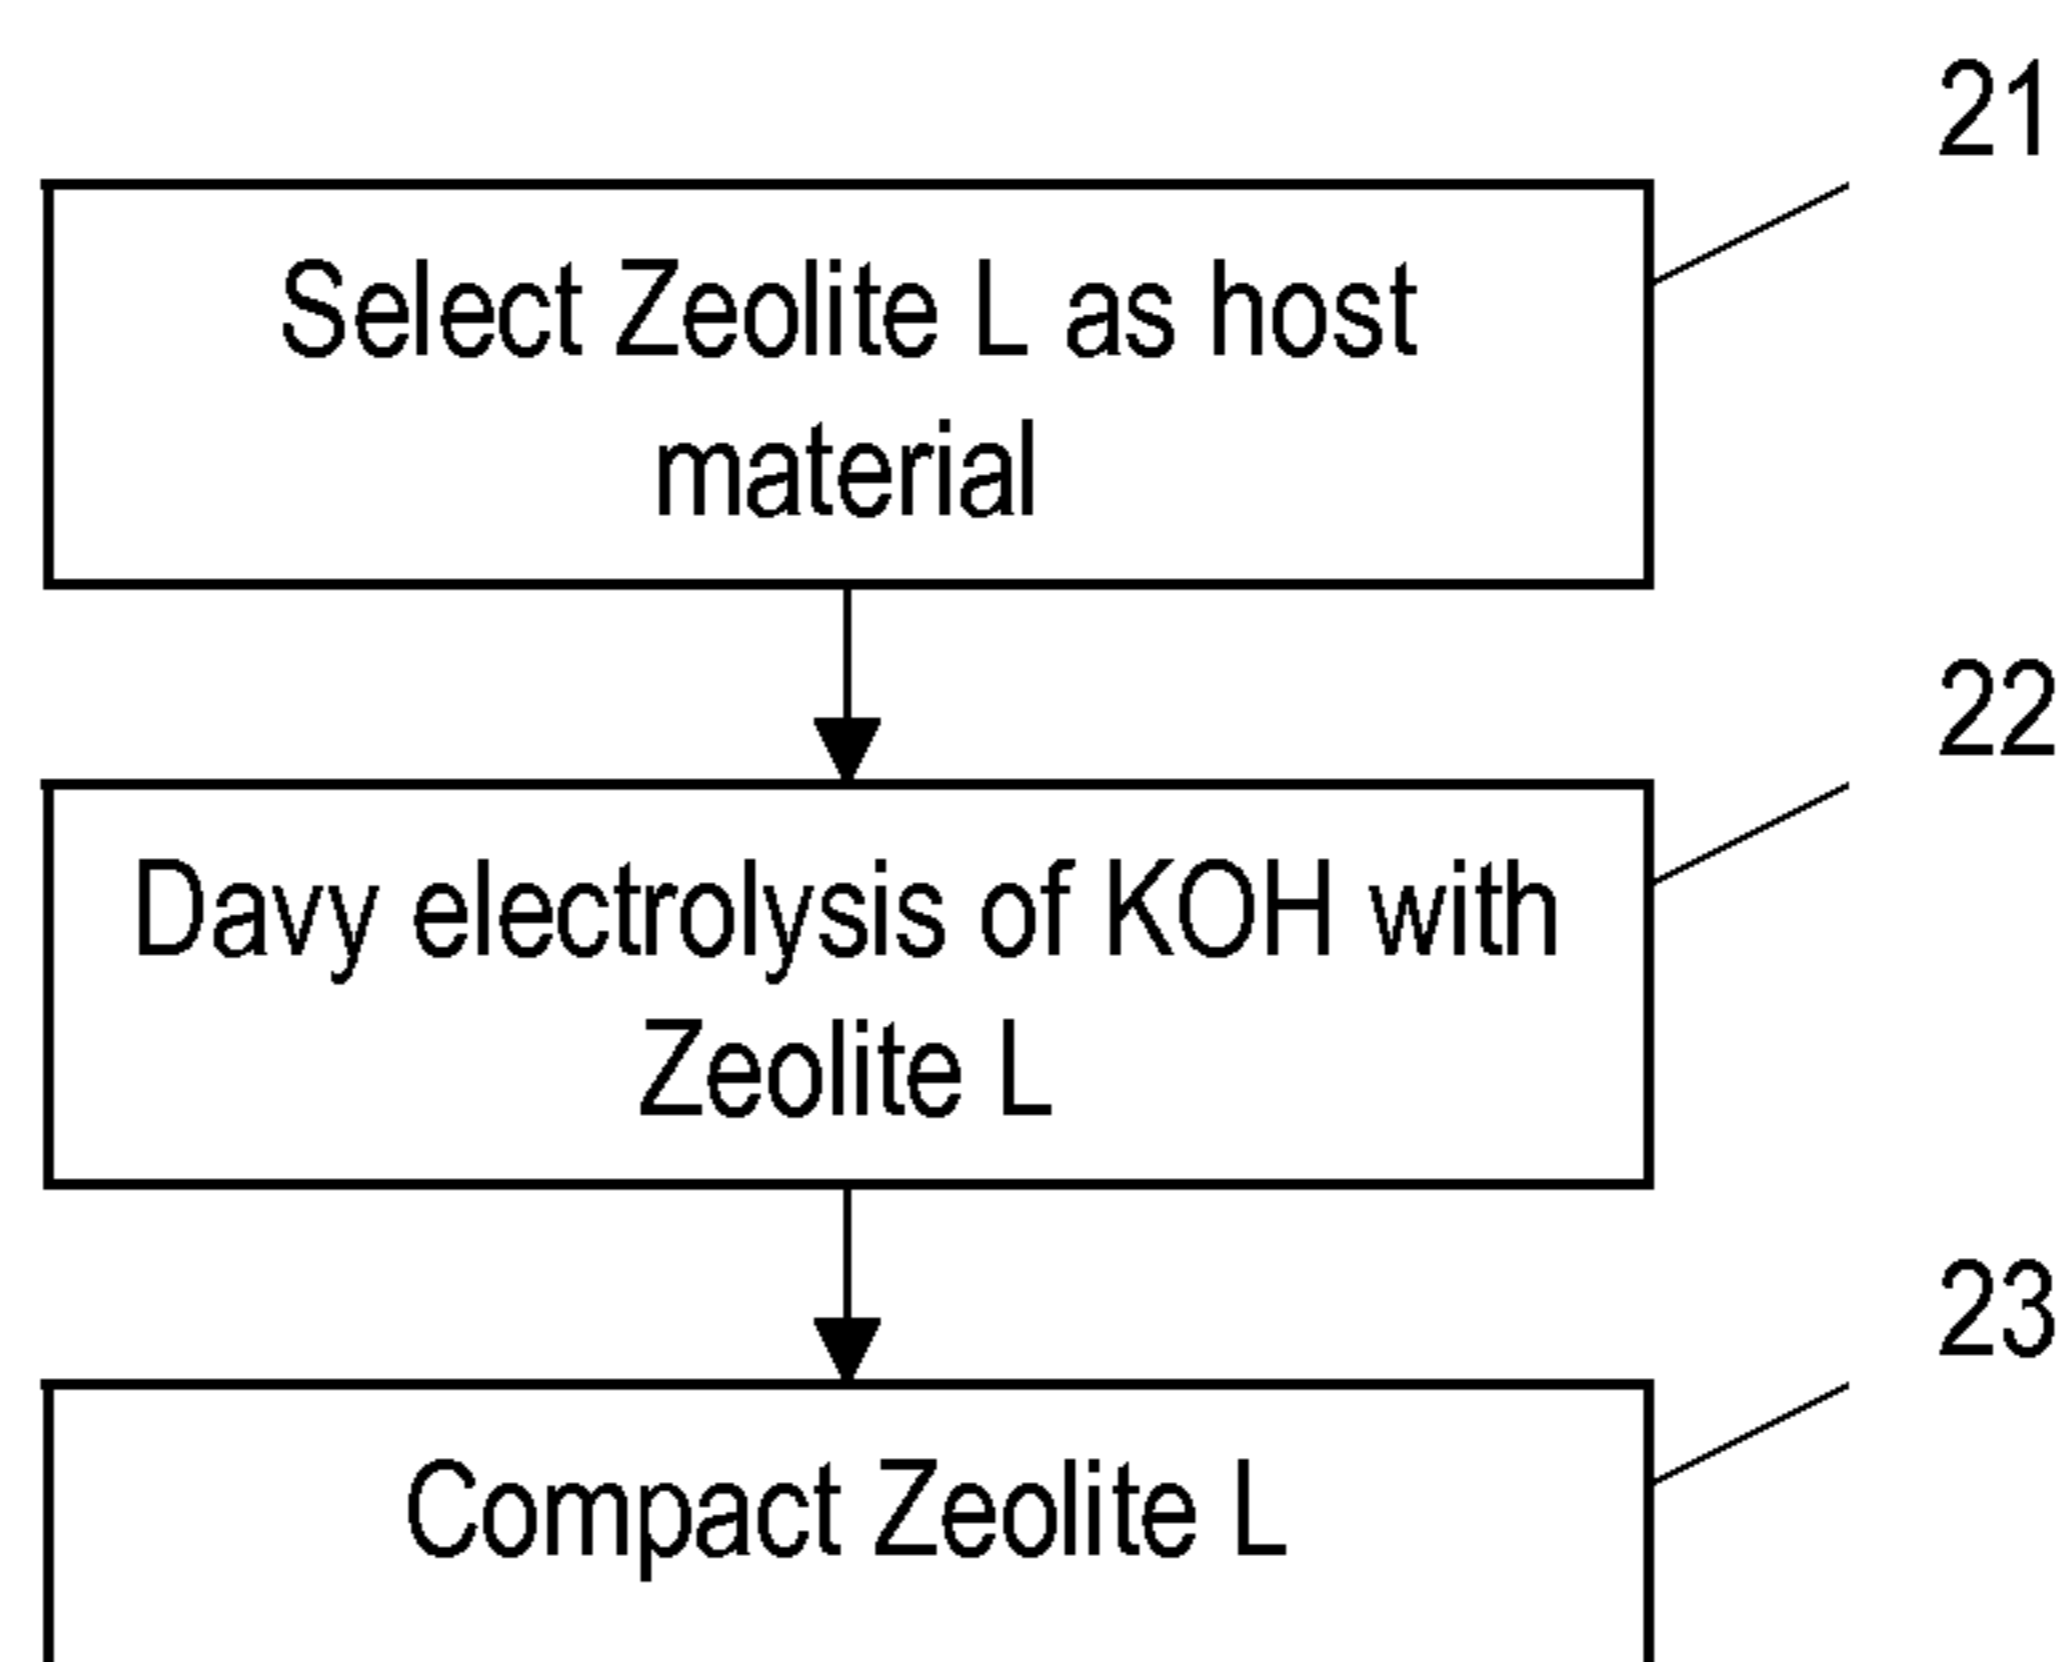 21
Select Zeolite L as host
material
22
Davy electrolysis of KOH with
Zeolite L
23
Compact Zeolite L